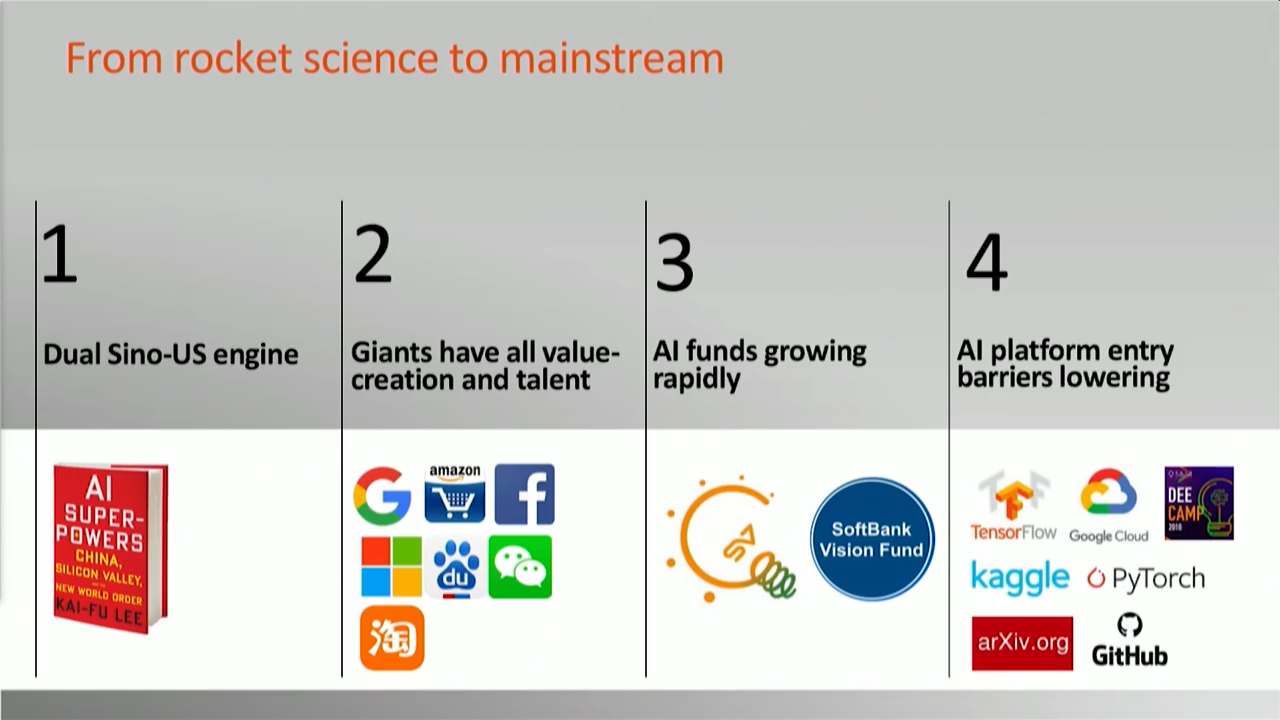 From rocket science to mainstream
1
Dual Sino-US engine
AI
SUPER-
POWERS
CHINA,
SILICON VALLEY,
NEW WORLD ORDER
KAI-FU LEE
2
Giants have all value-
creation and talent
amazon
du
淘
3
AI funds growing
rapidly
SoftBank
Vision Fund
4
AI platform entry
barriers lowering
TensorFlow
Google Cloud
DEE
CAMP
2018
kaggle
PyTorch
arXiv.org
GitHub